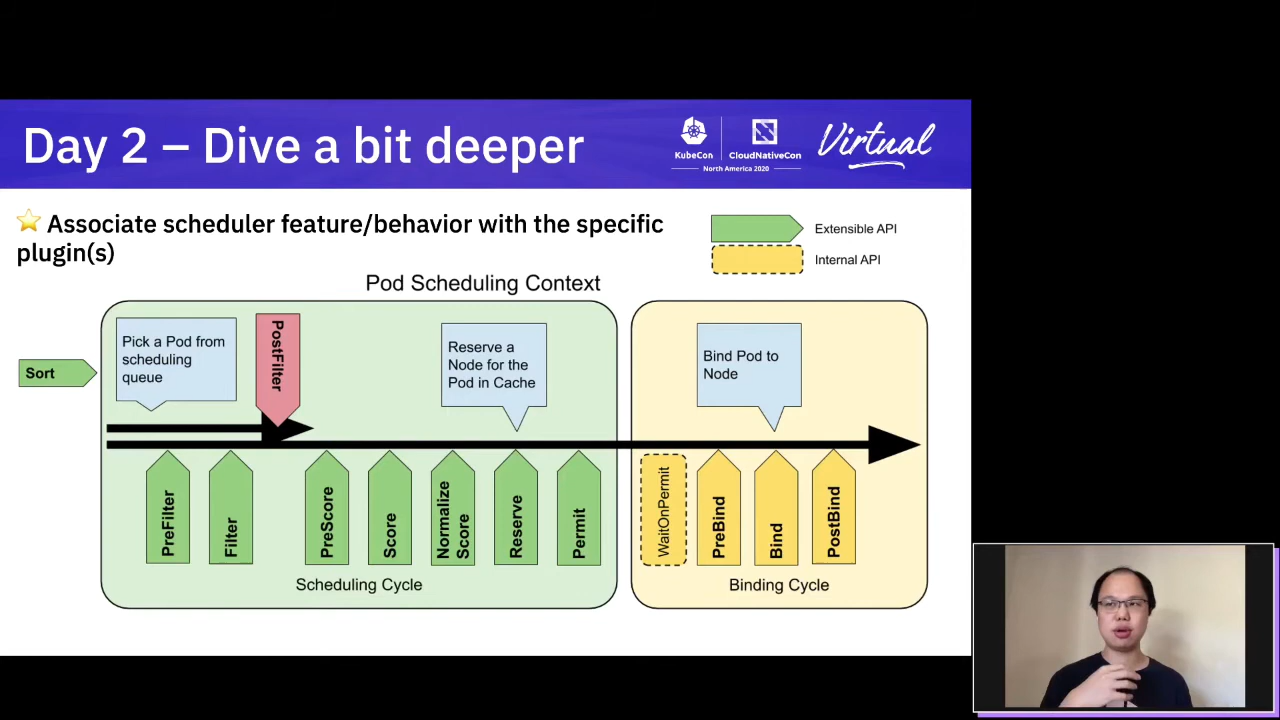 Day 2 – Dive a bit deeper
KubeCon
CloudNativeCon
North America 2020
Virtual
⭐ Associate scheduler feature/behavior with the specific
plugin(s)
Extensible API
Internal API
Pod Scheduling Context
Sort
Pick a Pod from
scheduling
queue
PostFilter
Reserve a
Node for the
Pod in Cache
Bind Pod to
Node
PreFilter
Filter
PreScore
Score
Normalize
Score
Reserve
Permit
WaitOnPermit
PreBind
Bind
PostBind
Scheduling Cycle
Binding Cycle